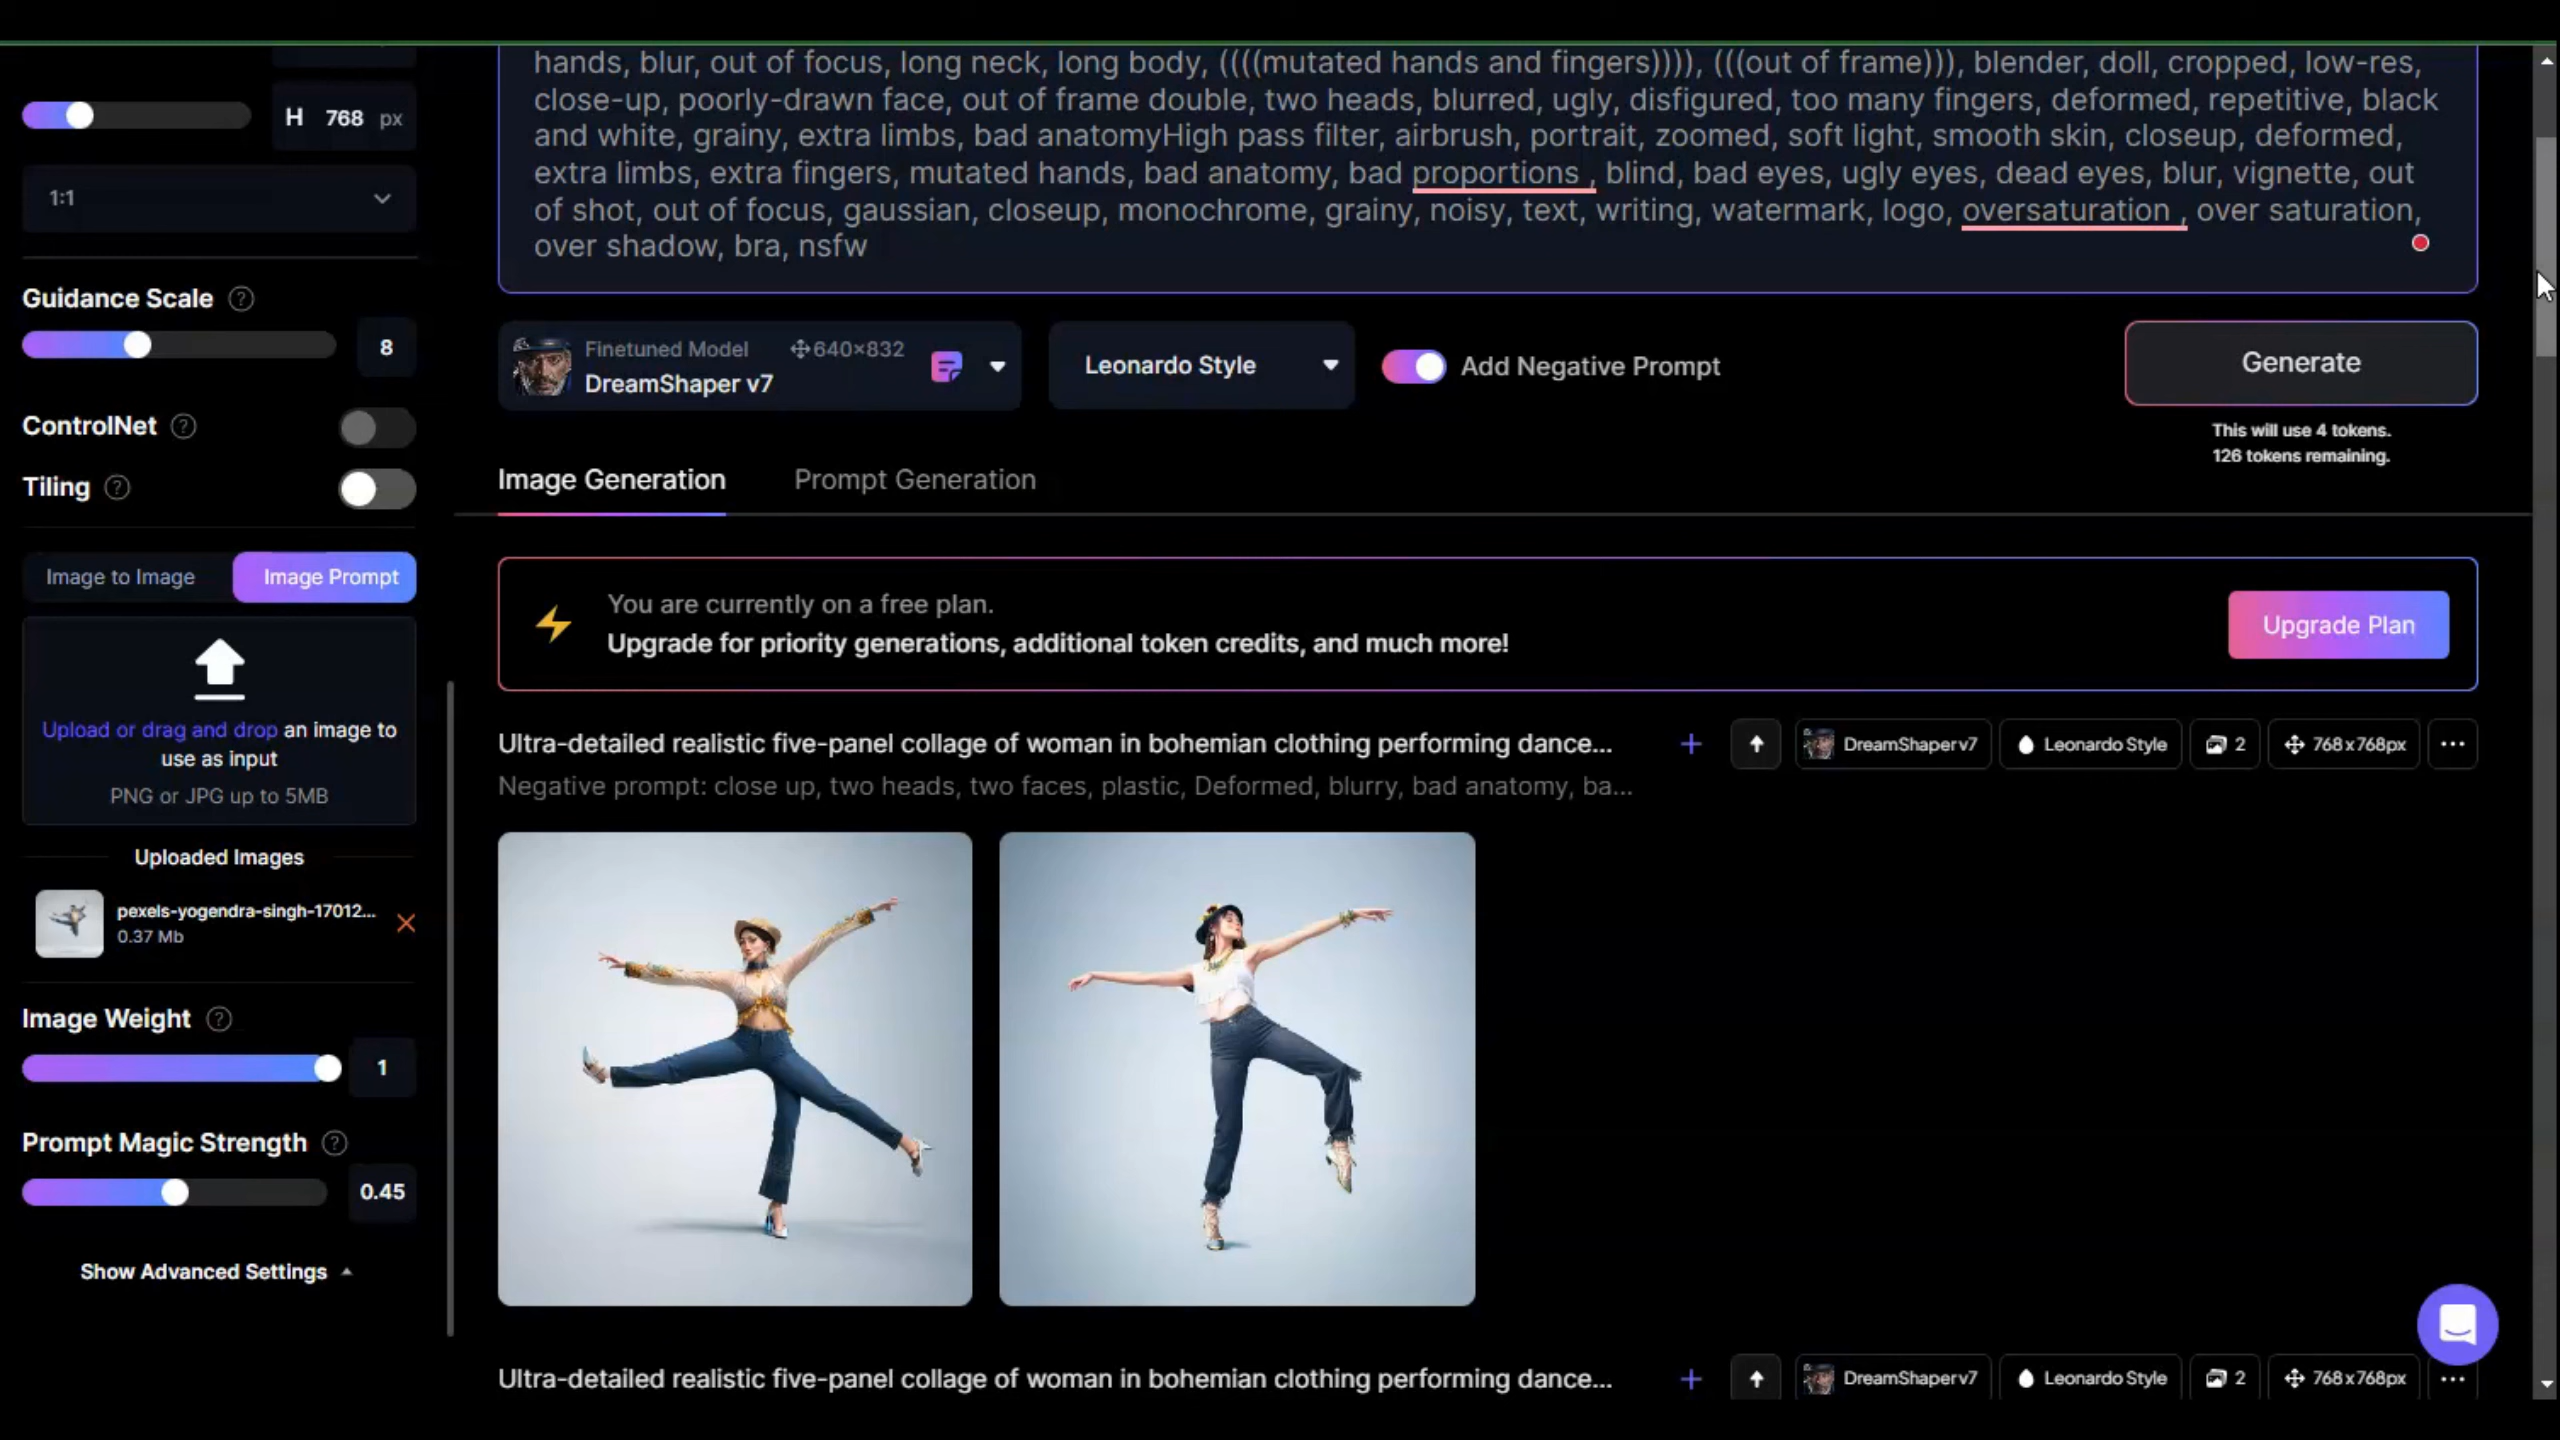 hands, blur, out of focus, long neck, long body, ((((mutated hands and fingers)))), (((out of frame))), blender, doll, cropped, low-res,
close-up, poorly-drawn face, out of frame double, two heads, blurred, ugly, disfigured, too many fingers, deformed, repetitive, black
and white, grainy, extra limbs, bad anatomyHigh pass filter, airbrush, portrait, zoomed, soft light, smooth skin, closeup, deformed,
extra limbs, extra fingers, mutated hands, bad anatomy, bad proportions , blind, bad eyes, ugly eyes, dead eyes, blur, vignette, out
of shot, out of focus, gaussian, closeup, monochrome, grainy, noisy, text, writing, watermark, logo, oversaturation , over saturation,
over shadow, bra, nsfw
H 768 px
1:1
Guidance Scale ?
8
ControlNet ?
Tiling ?
Image to Image
Image Prompt
Upload or drag and drop an image to
use as input
PNG or JPG up to 5MB
Uploaded Images
pexels-yogendra-singh-17012...
0.37 Mb
Image Weight ?
1
Prompt Magic Strength ?
0.45
Show Advanced Settings
Finetuned Model 640×832
DreamShaper v7
Leonardo Style
Add Negative Prompt
Generate
This will use 4 tokens.
126 tokens remaining.
Image Generation
Prompt Generation
You are currently on a free plan.
Upgrade for priority generations, additional token credits, and much more!
Upgrade Plan
Ultra-detailed realistic five-panel collage of woman in bohemian clothing performing dance...
DreamShaper v7
Leonardo Style
2
768x768px
Negative prompt: close up, two heads, two faces, plastic, Deformed, blurry, bad anatomy, ba...
Ultra-detailed realistic five-panel collage of woman in bohemian clothing performing dance...
DreamShaper v7
Leonardo Style
2
768x768px